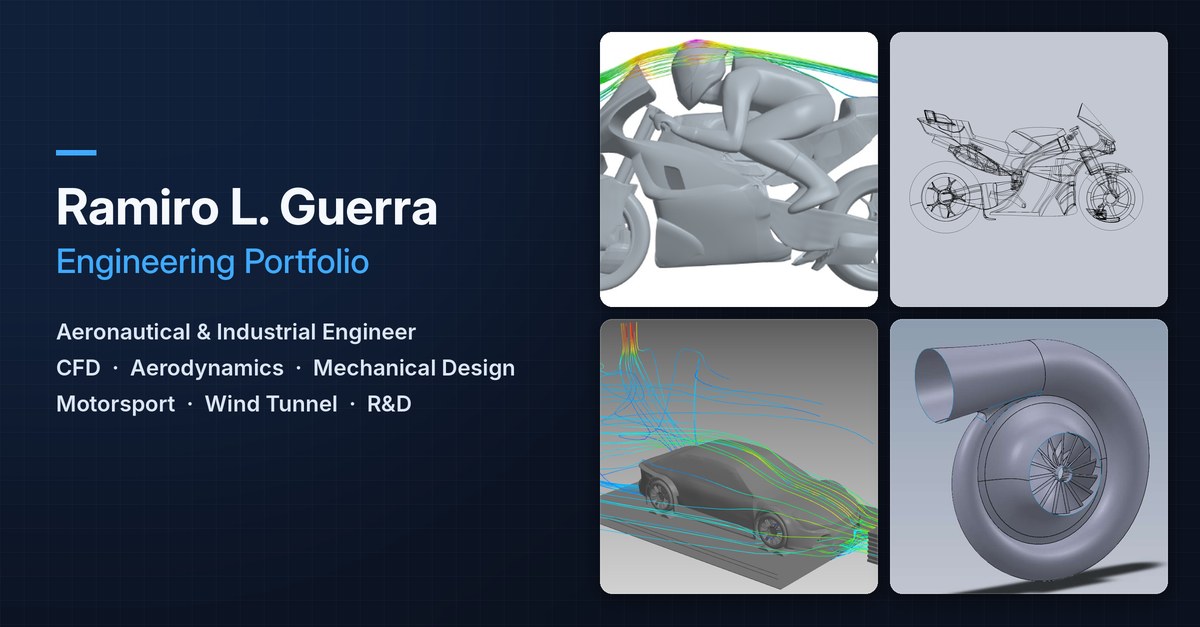 Ramiro L. Guerra
Engineering Portfolio
Aeronautical & Industrial Engineer
CFD · Aerodynamics · Mechanical Design
Motorsport · Wind Tunnel · R&D